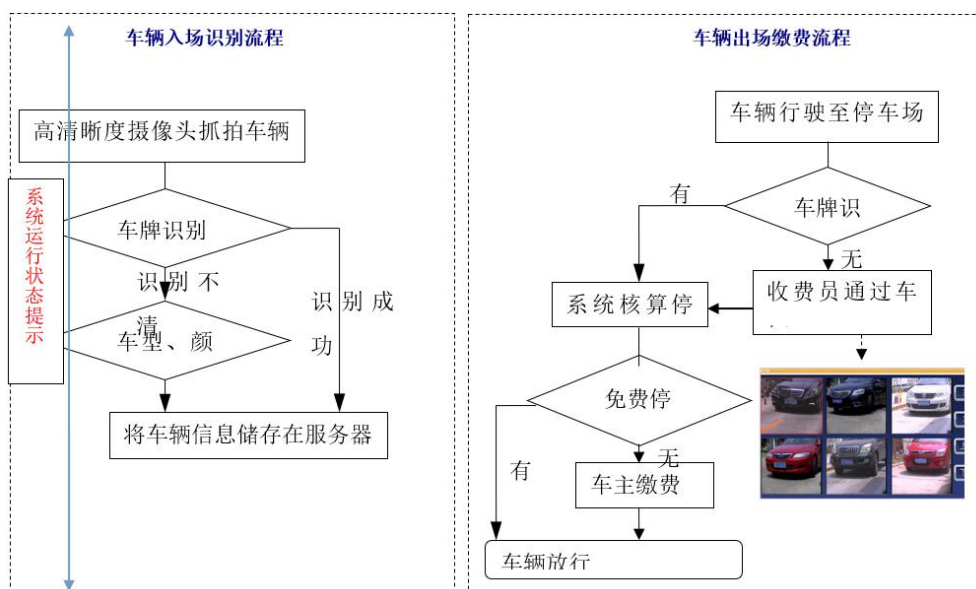 车辆入场识别流程
高清晰度摄像头抓拍车辆
系统运行状态提示
车牌识别
识别不
清
识别成
功
车型、颜
将车辆信息储存在服务器
车辆出场缴费流程
车辆行驶至停车场
车牌识
有
无
收费员通过车
系统核算停
免费停
有
无
车主缴费
车辆放行